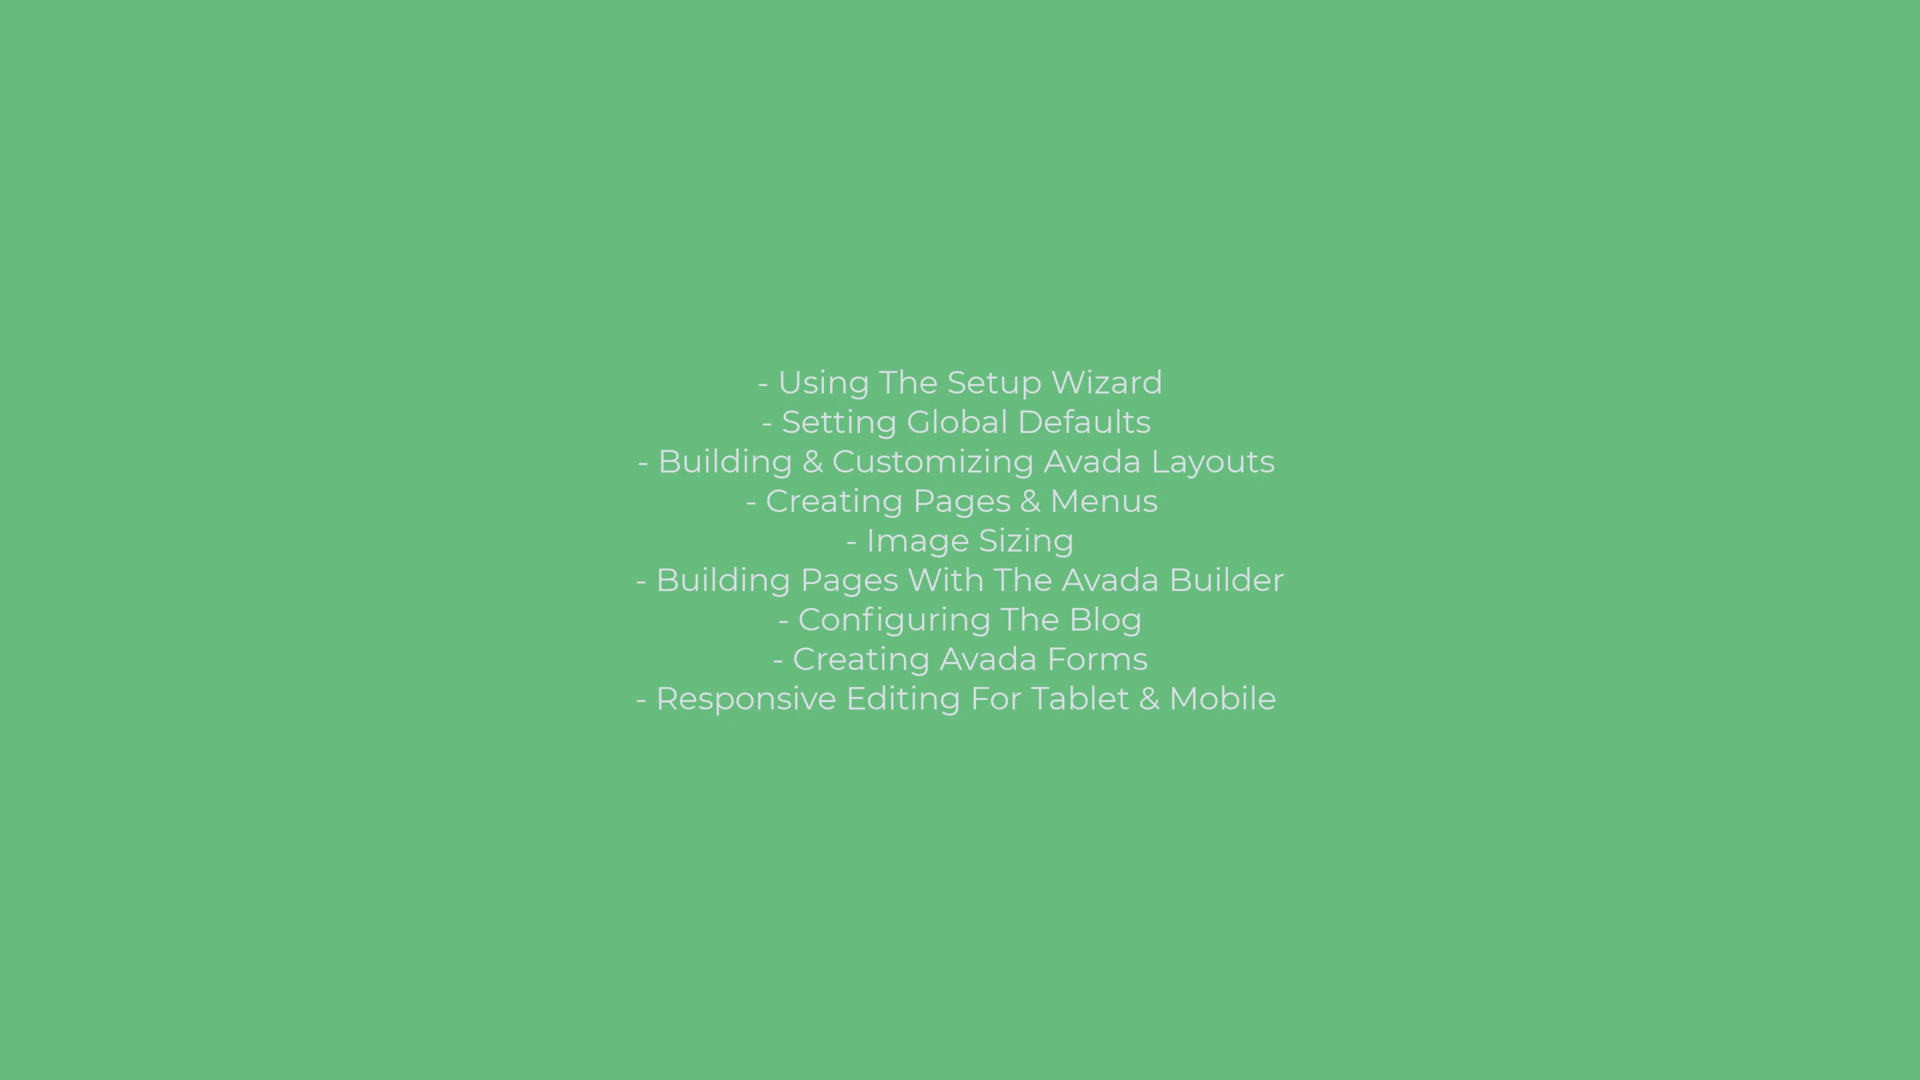 - Using The Setup Wizard
- Setting Global Defaults
- Building & Customizing Avada Layouts
- Creating Pages & Menus
- Image Sizing
- Building Pages With The Avada Builder
- Configuring The Blog
- Creating Avada Forms
- Responsive Editing For Tablet & Mobile